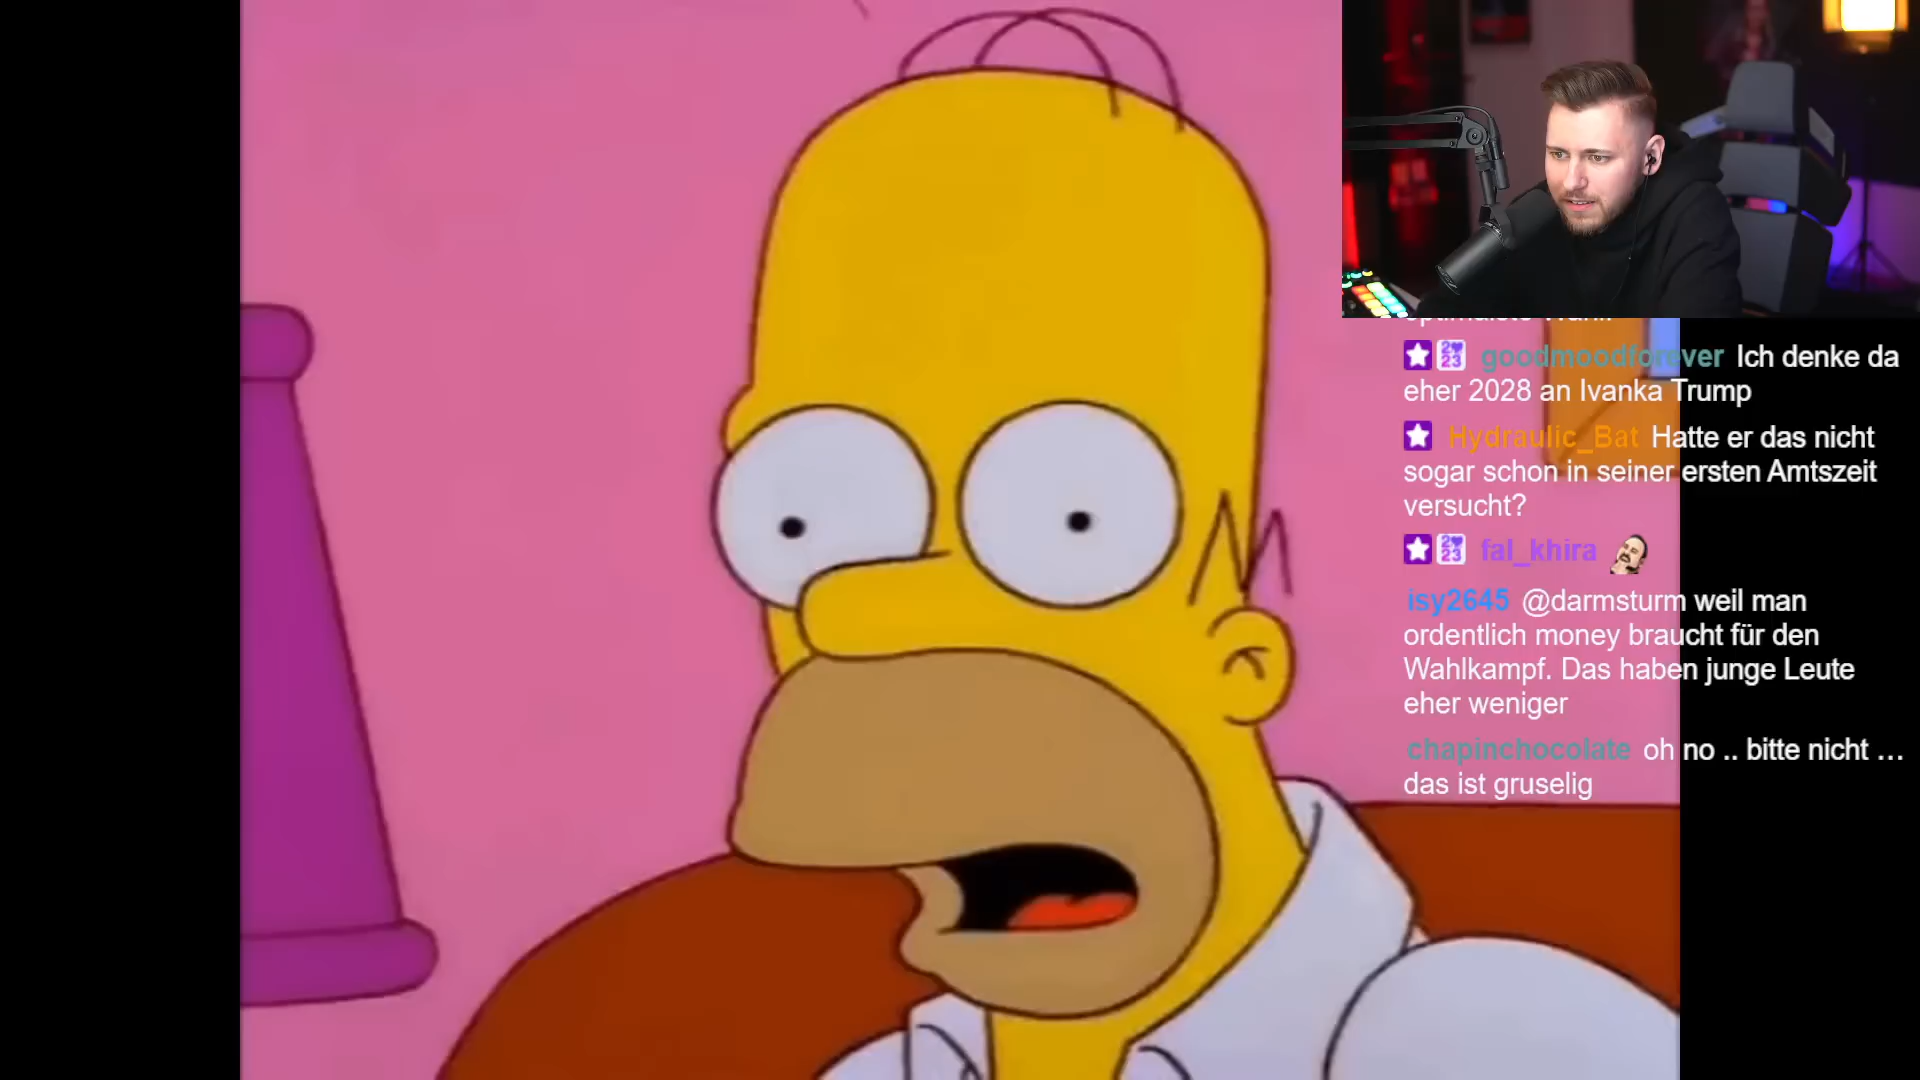 goodmoodforever Ich denke da
eher 2028 an Ivanka Trump
Hydraulic_Bat Hatte er das nicht
sogar schon in seiner ersten Amtszeit
versucht?
fal_khira
isy2645 @darmsturm weil man
ordentlich money braucht für den
Wahlkampf. Das haben junge Leute
eher weniger
chapinchocolate oh no .. bitte nicht ...
das ist gruselig